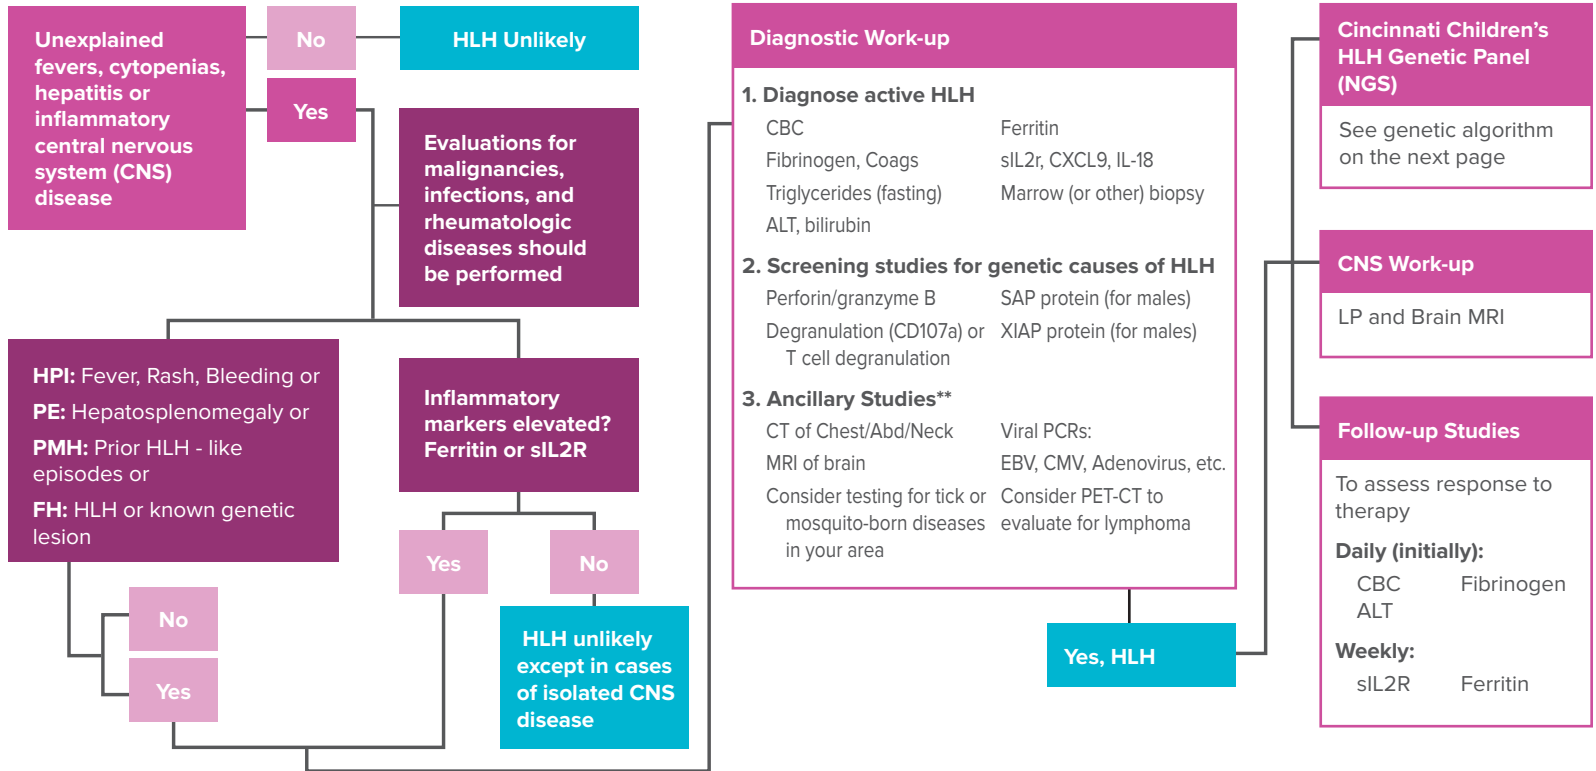 Unexplained
fevers, cytopenias,
hepatitis or
inflammatory
central nervous
system (CNS)
disease
No
Yes
HLH Unlikely
Evaluations for
malignancies,
infections, and
rheumatologic
diseases should
be performed
HPI: Fever, Rash, Bleeding or
PE: Hepatosplenomegaly or
PMH: Prior HLH - like
episodes or
FH: HLH or known genetic
lesion
No
Yes
Inflammatory
markers elevated?
Ferritin or sIL2R
Yes
No
HLH unlikely
except in cases
of isolated CNS
disease
Diagnostic Work-up
1. Diagnose active HLH
CBC
Fibrinogen, Coags
Triglycerides (fasting)
ALT, bilirubin
Ferritin
sIL2r, CXCL9, IL-18
Marrow (or other) biopsy
2. Screening studies for genetic causes of HLH
Perforin/granzyme B
Degranulation (CD107a) or
T cell degranulation
SAP protein (for males)
XIAP protein (for males)
3. Ancillary Studies**
CT of Chest/Abd/Neck
MRI of brain
Consider testing for tick or
mosquito-born diseases
in your area
Viral PCRs:
EBV, CMV, Adenovirus, etc.
Consider PET-CT to
evaluate for lymphoma
Yes, HLH
Cincinnati Children's
HLH Genetic Panel
(NGS)
See genetic algorithm
on the next page
CNS Work-up
LP and Brain MRI
Follow-up Studies
To assess response to
therapy
Daily (initially):
CBC Fibrinogen
ALT
Weekly:
sIL2R Ferritin